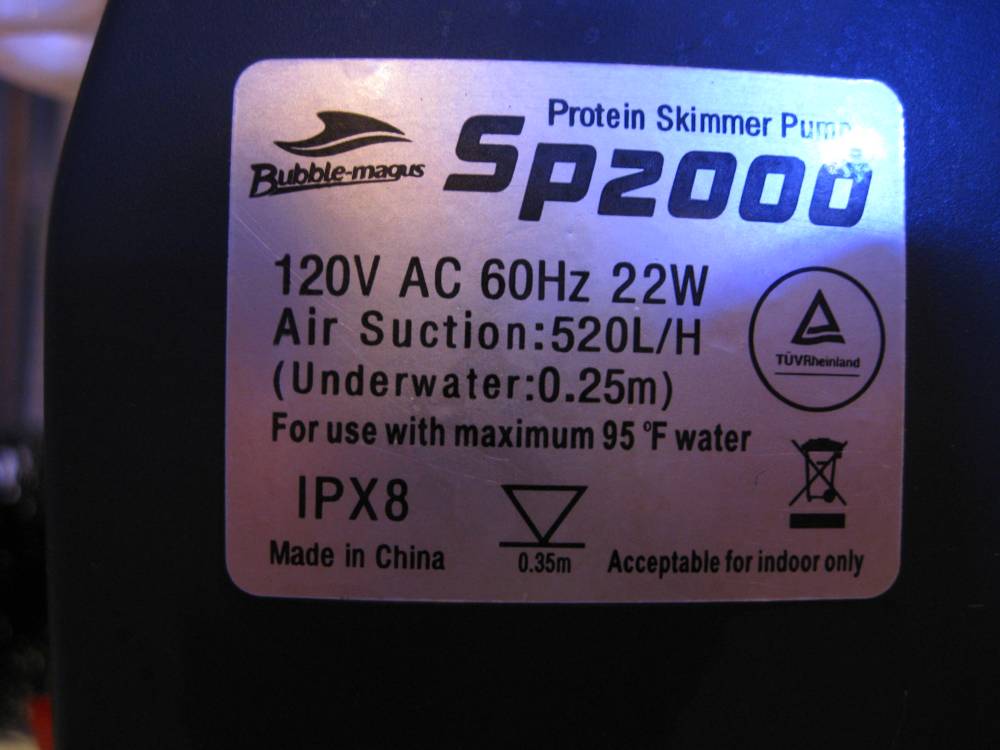 Protein Skimmer Pump
Bubble-magus
Sp2000
120V AC 60Hz 22W
Air Suction:520L/H
(Underwater:0.25m)
For use with maximum 95 °F water
TÜVRheinland
IPX8
0.35m
Made in China
Acceptable for indoor only